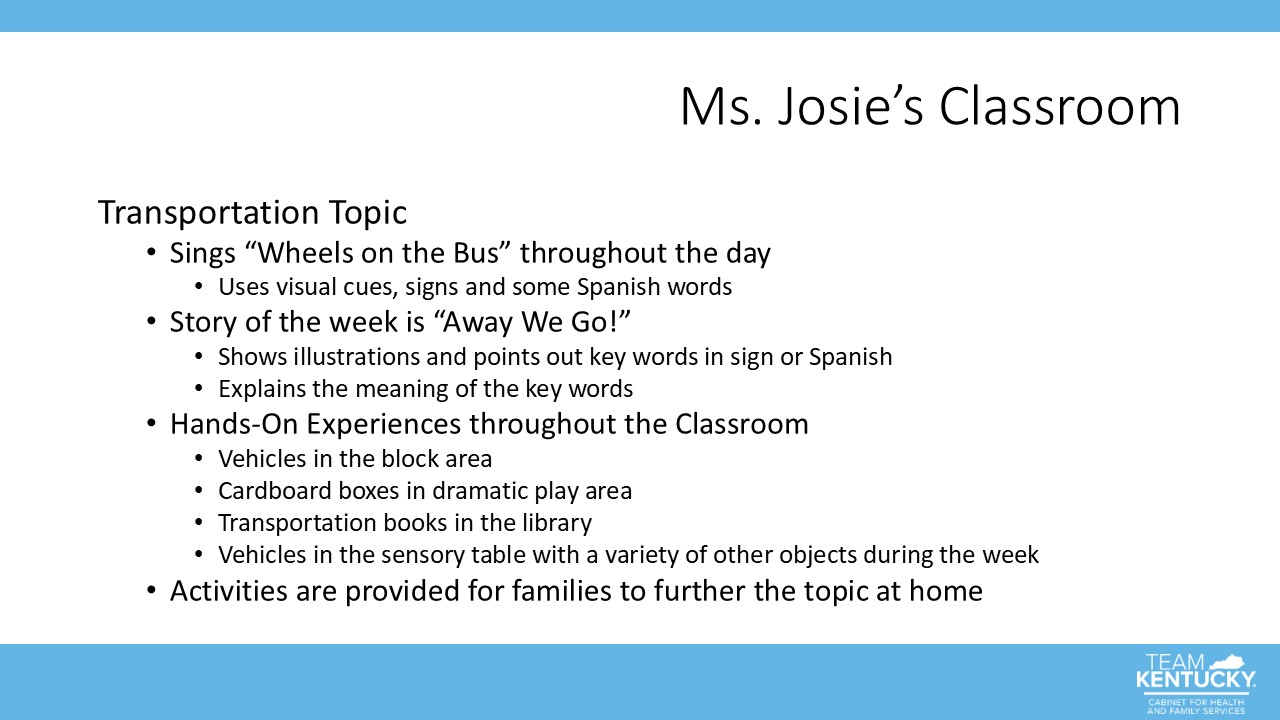 Ms. Josie’s Classroom
Transportation Topic
• Sings “Wheels on the Bus” throughout the day
• Uses visual cues, signs and some Spanish words
• Story of the week is “Away We Go!”
• Shows illustrations and points out key words in sign or Spanish
• Explains the meaning of the key words
• Hands-On Experiences throughout the Classroom
• Vehicles in the block area
• Cardboard boxes in dramatic play area
• Transportation books in the library
• Vehicles in the sensory table with a variety of other objects during the week
• Activities are provided for families to further the topic at home
TEAM
KENTUCKY.
CABINET FOR HEALTH
AND FAMILY SERVICES